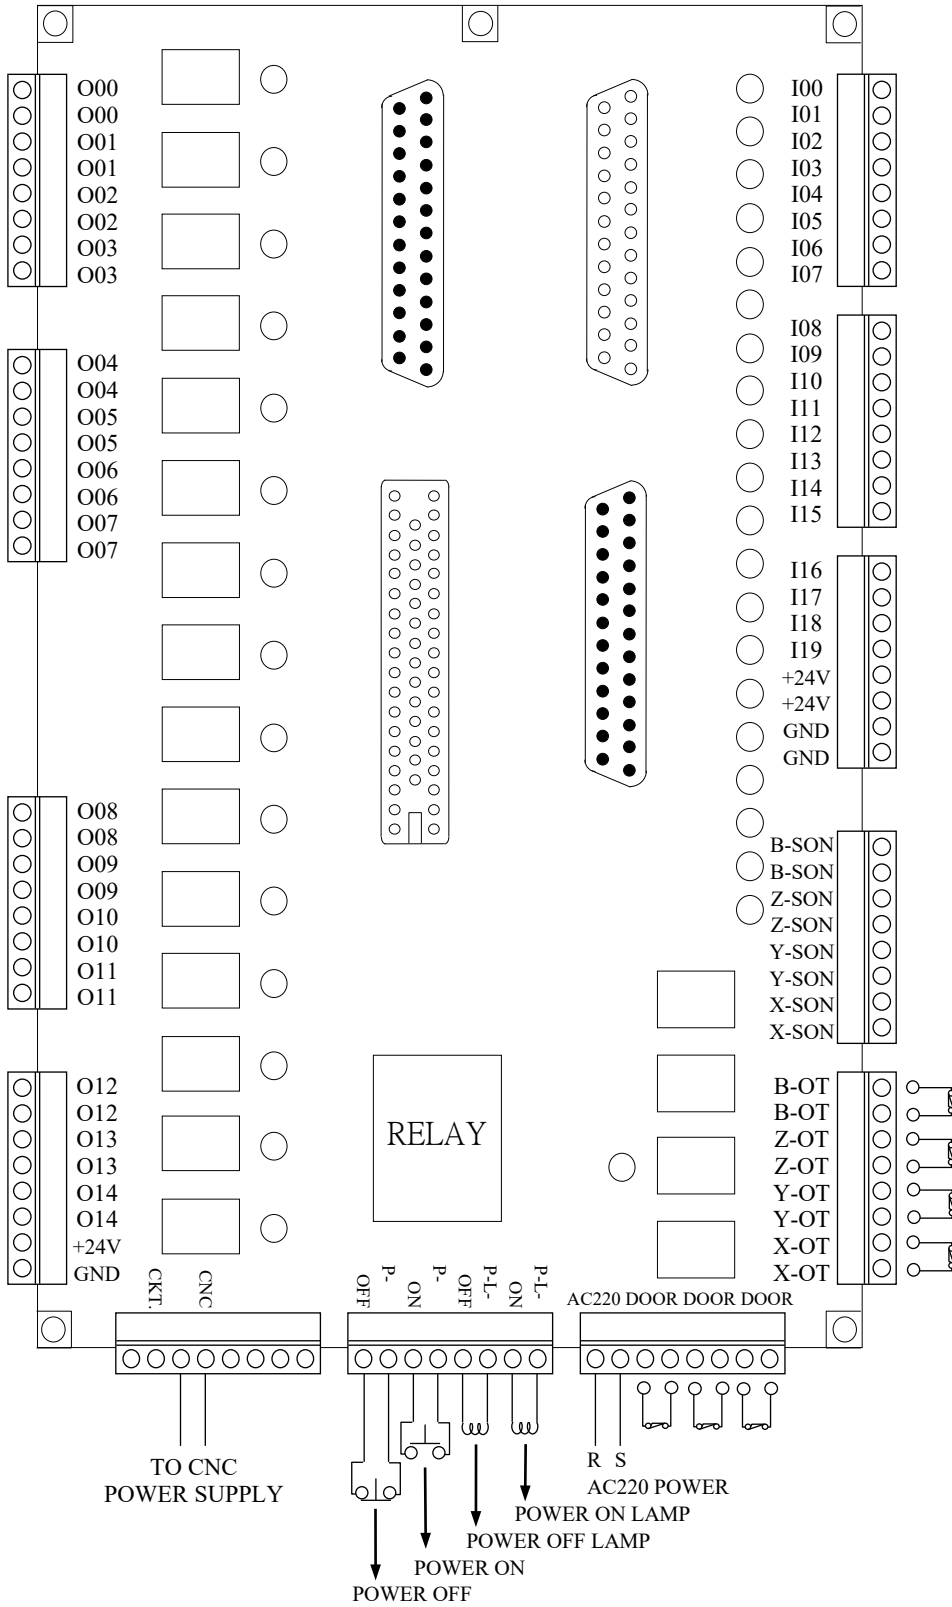 O00
O00
O01
O01
O02
O02
O03
O03
O04
O04
O05
O05
O06
O06
O07
O07
O08
O08
O09
O09
O10
O10
O11
O11
O12
O12
O13
O13
O14
O14
+24V
GND
I00
I01
I02
I03
I04
I05
I06
I07
I08
I09
I10
I11
I12
I13
I14
I15
I16
I17
I18
I19
+24V
+24V
GND
GND
B-SON
B-SON
Z-SON
Z-SON
Y-SON
Y-SON
X-SON
X-SON
B-OT
B-OT
Z-OT
Z-OT
Y-OT
Y-OT
X-OT
X-OT
RELAY
CKT.
CNC
P-
OFF
P-
ON
P-L-
OFF
P-L-
ON
AC220 DOOR DOOR DOOR
TO CNC
POWER SUPPLY
R S
AC220 POWER
POWER ON LAMP
POWER OFF LAMP
POWER ON
POWER OFF